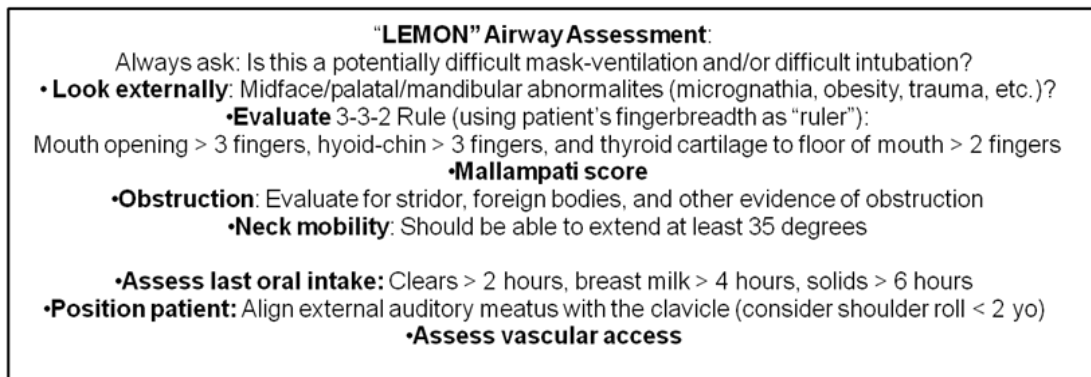 “LEMON” Airway Assessment:
Always ask: Is this a potentially difficult mask-ventilation and/or difficult intubation?
•Look externally: Midface/palatal/mandibular abnormalites (micrognathia, obesity, trauma, etc.)?
•Evaluate 3-3-2 Rule (using patient’s fingerbreadth as “ruler”):
Mouth opening > 3 fingers, hyoid-chin > 3 fingers, and thyroid cartilage to floor of mouth > 2 fingers
•Mallampati score
•Obstruction: Evaluate for stridor, foreign bodies, and other evidence of obstruction
•Neck mobility: Should be able to extend at least 35 degrees
•Assess last oral intake: Clears > 2 hours, breast milk > 4 hours, solids > 6 hours
•Position patient: Align external auditory meatus with the clavicle (consider shoulder roll < 2 yo)
•Assess vascular access